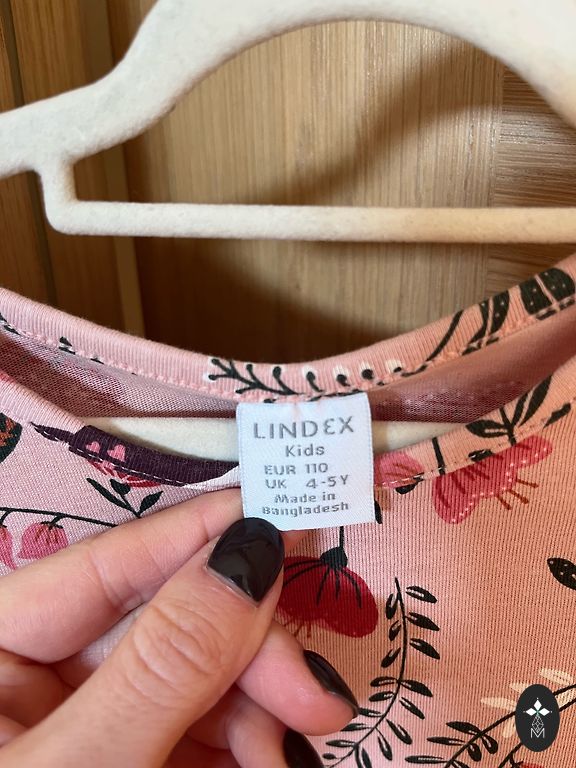 LINDEX
Kids
EUR 110
UK 4-5Y
Made in
Bangladesh